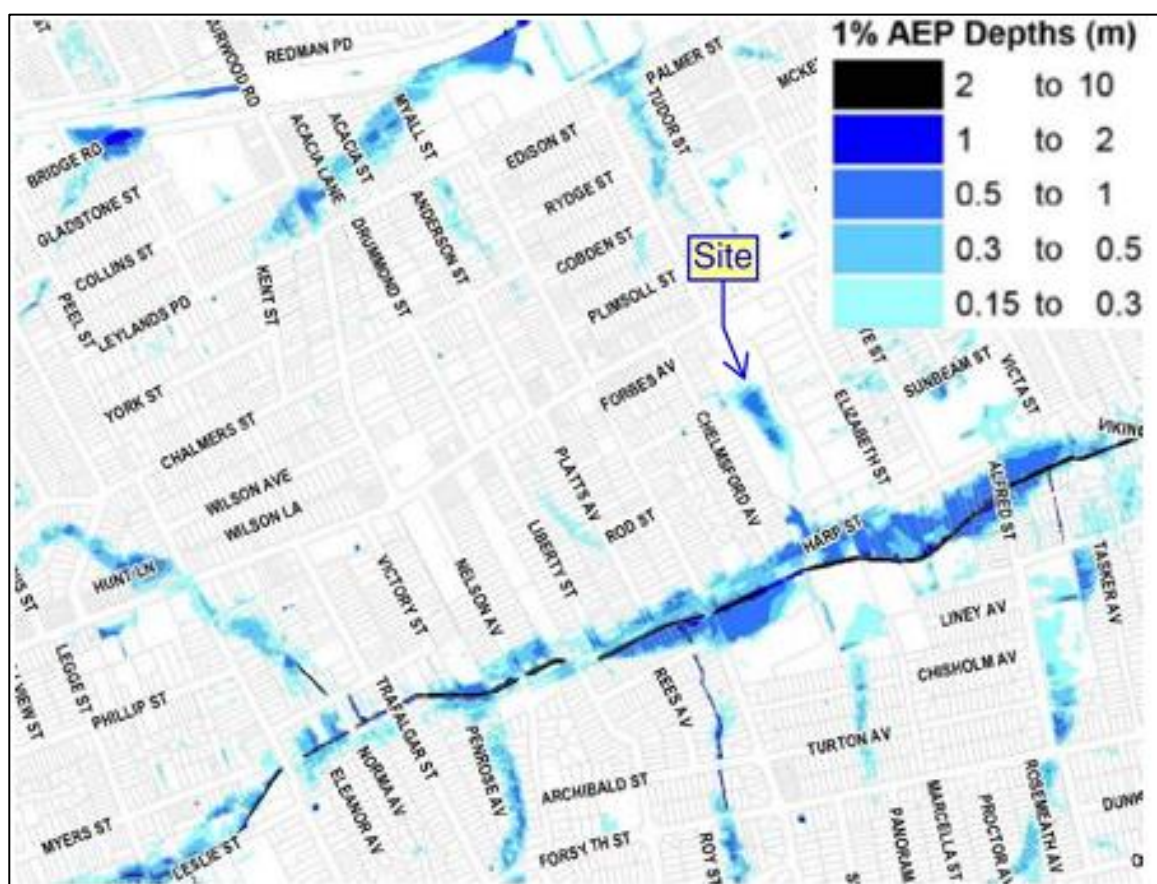 1% AEP Depths (m)
2 to 10
1 to 2
0.5 to 1
0.3 to 0.5
0.15 to 0.3
REDMAN PD
PALMER ST
TUDOR ST
MYALL ST
ACACIA ST
ACACIA LANE
EDISON ST
BRIDGE RD
GLADSTONE ST
RYDGE ST
ANDERSON ST
DRUMMOND ST
COLLINS ST
COBDEN ST
Site
KENT ST
PEEL ST
LEYLANDS PD
PLIMSOLL ST
YORK ST
FORBES AV
SUNBEAM ST
VICTA ST
ELIZABETH ST
CHALMERS ST
CHELMSFORD AV
PLATTS AV
WILSON AVE
WILSON LA
ROD ST
LIBERTY ST
HARP ST
ALFRED ST
HUNT LN
VICTORY ST
NELSON AV
TASKER AV
LINEY AV
LEGGE ST
CHISHOLM AV
REES AV
PHILLIP ST
TRAFALGAR ST
TURTON AV
PENROSE AV
NORMA AV
ELEANOR AV
ARCHIBALD ST
ROSEMEATH AV
MYERS ST
LESLIE ST
FORSYTH ST
ROY ST
MARCELLA ST
PROCTOR AV
PANORAM